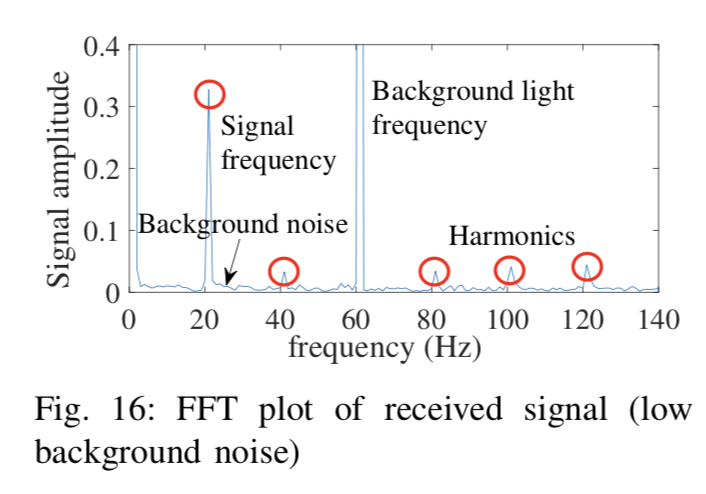 0.4
0.3
0.2
0.1
0
Signal amplitude
Signal
frequency
Background light
frequency
Background noise
Harmonics
0 20 40 60 80 100 120 140
frequency (Hz)
Fig. 16: FFT plot of received signal (low
background noise)